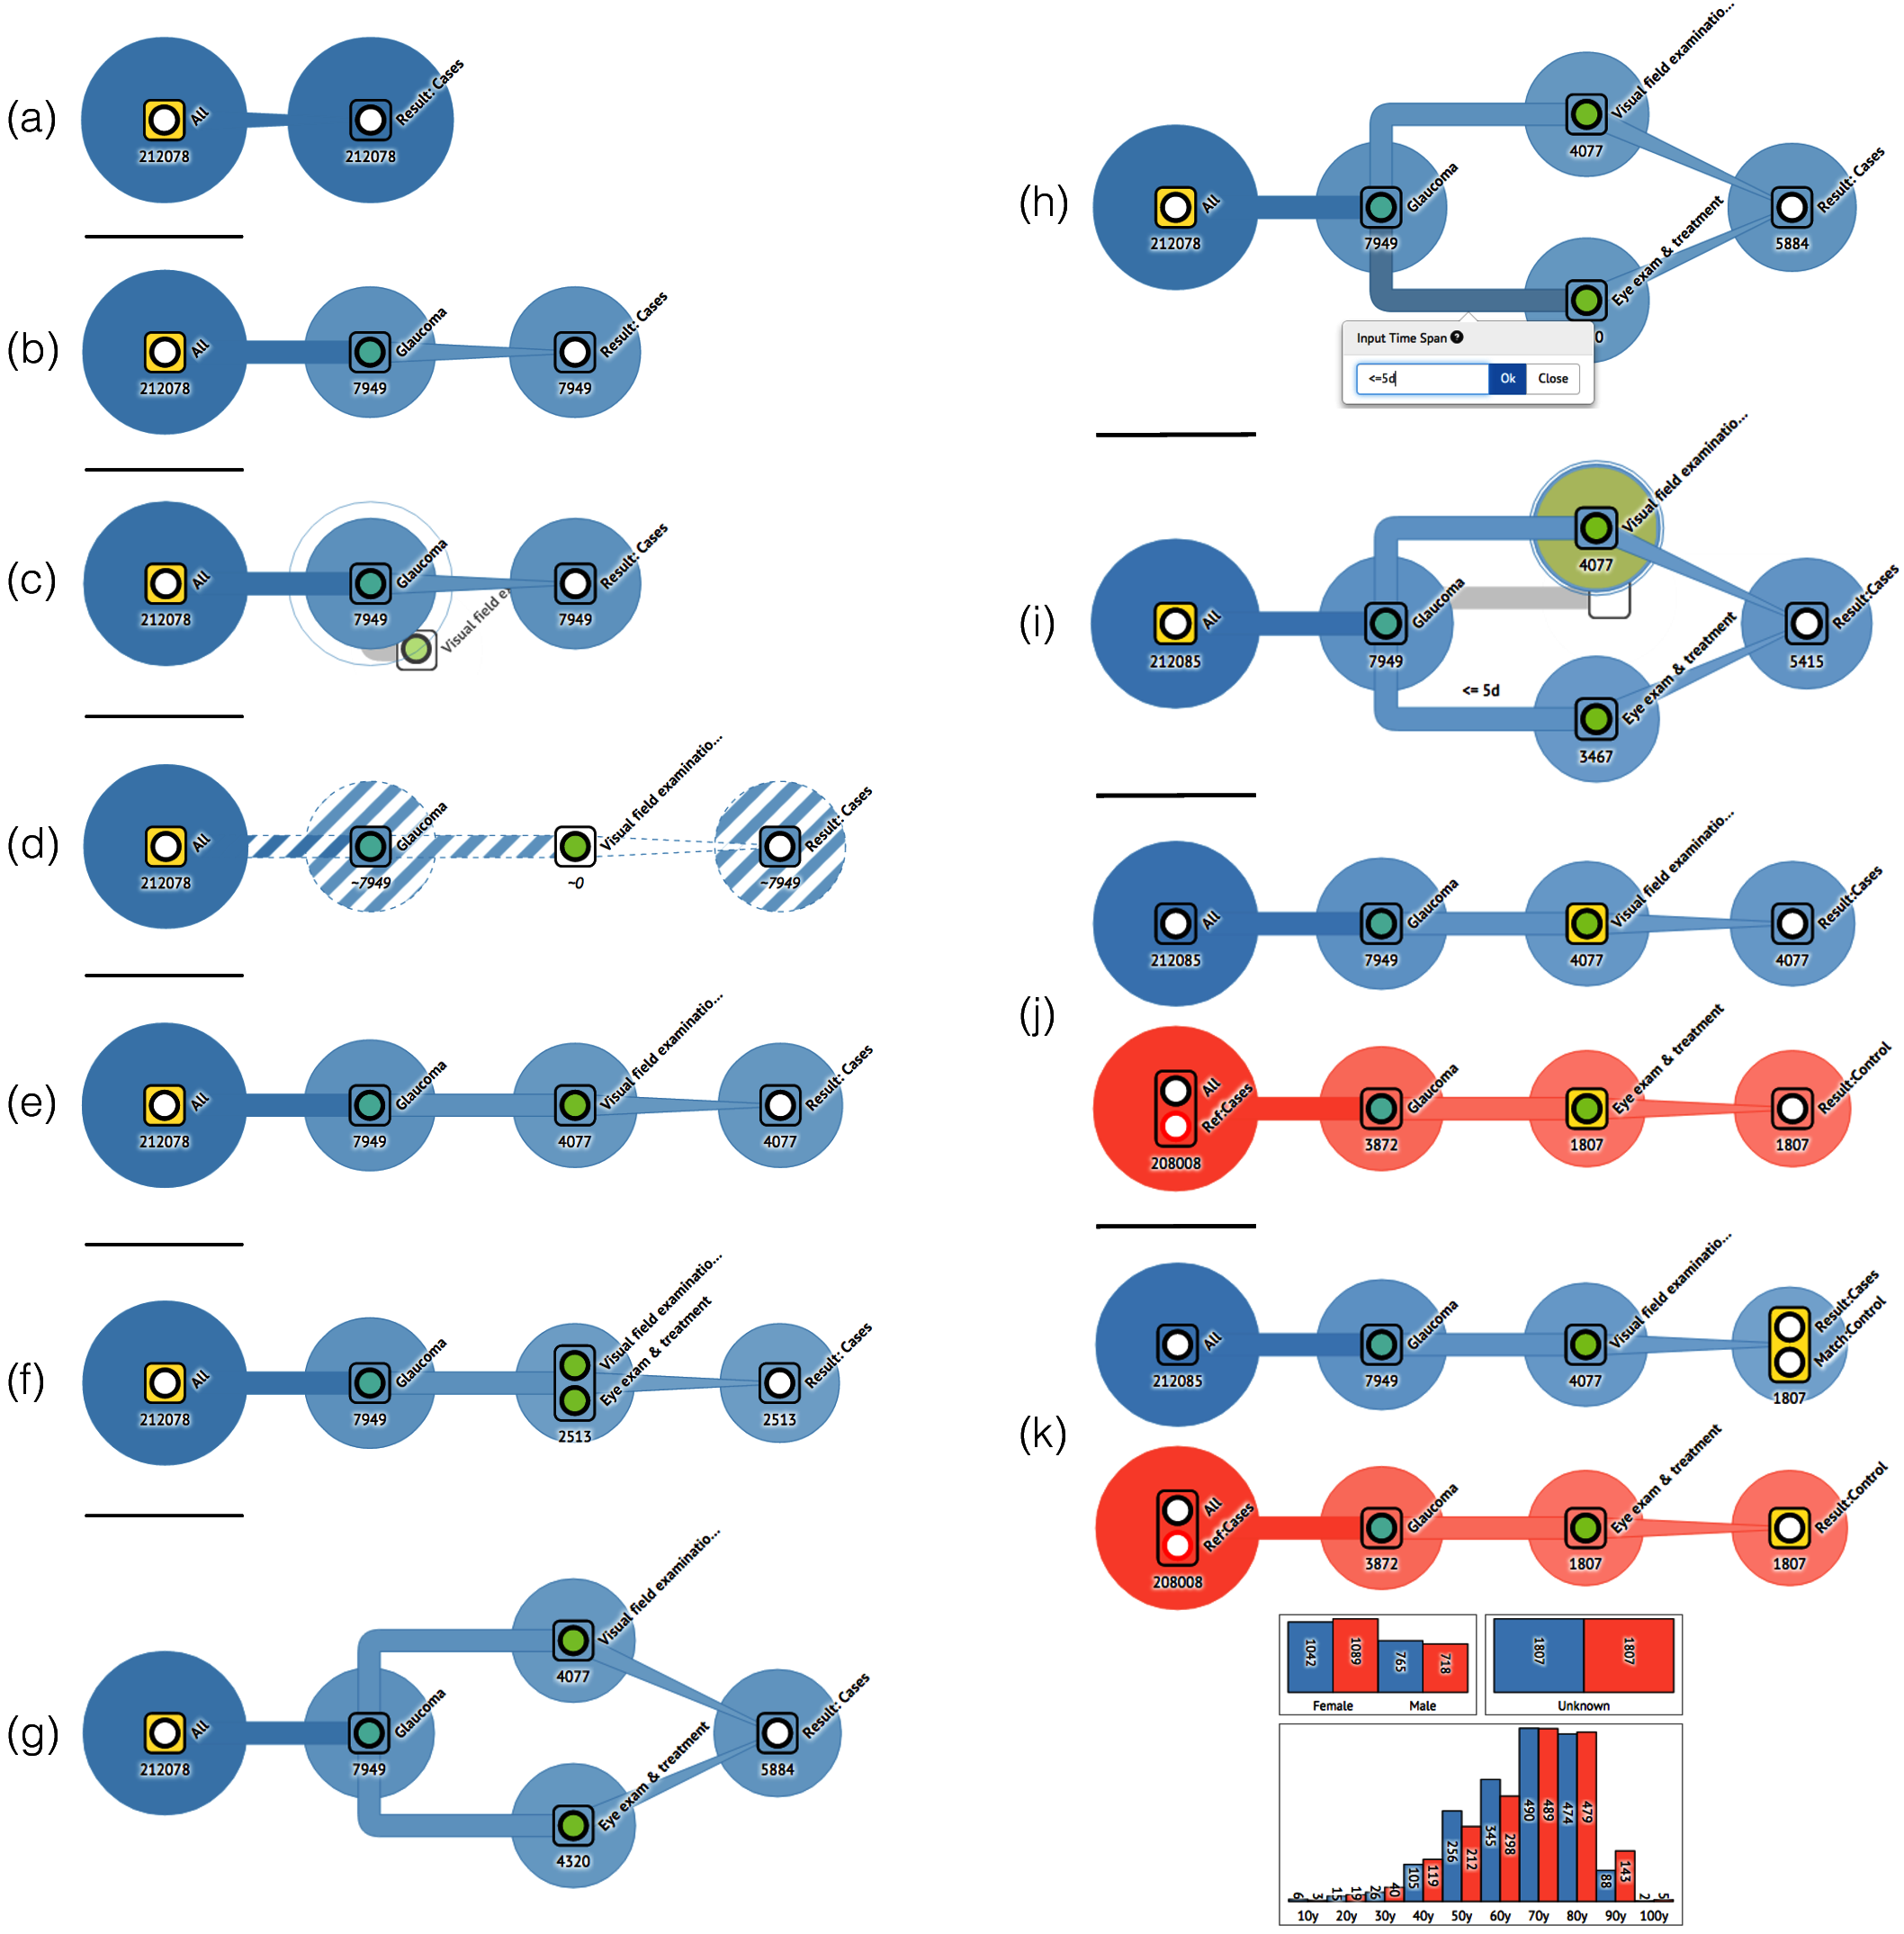 (a)
All
212078
Result: Cases
212078
(b)
All
212078
Glaucoma
7949
Result: Cases
7949
(c)
All
212078
Glaucoma
7949
Visual field e
Result: Cases
7949
(d)
All
212078
Glaucoma
~7949
Visual field examinatio...
~0
Result: Cases
~7949
(e)
All
212078
Glaucoma
7949
Visual field examinatio...
4077
Result: Cases
4077
(f)
All
212078
Glaucoma
7949
Visual field examinatio...
Eye exam & treatment
2513
Result: Cases
2513
(g)
All
212078
Glaucoma
7949
Visual field examinatio...
4077
Eye exam & treatment
4320
Result: Cases
5884
(h)
All
212078
Glaucoma
7949
Visual field examinatio...
4077
Eye exam & treatment
0
Result: Cases
5884
Input Time Span ?
<=5d
Ok
Close
(i)
All
212085
Glaucoma
7949
Visual field examinatio...
4077
<= 5d
Eye exam & treatment
3467
Result:Cases
5415
(j)
All
212085
Glaucoma
7949
Visual field examinatio...
4077
Result:Cases
4077
All
Ref:Cases
208008
Glaucoma
3872
Eye exam & treatment
1807
Result:Control
1807
(k)
All
212085
Glaucoma
7949
Visual field examinatio...
4077
Result:Cases
Match:Control
1807
All
Ref:Cases
208008
Glaucoma
3872
Eye exam & treatment
1807
Result:Control
1807
1042 1089 765 718
Female Male
1807 1807
Unknown
6 3 15 19 26 40 105 119 256 212 345 298 490 489 474 479 88 143 2 5
10y 20y 30y 40y 50y 60y 70y 80y 90y 100y